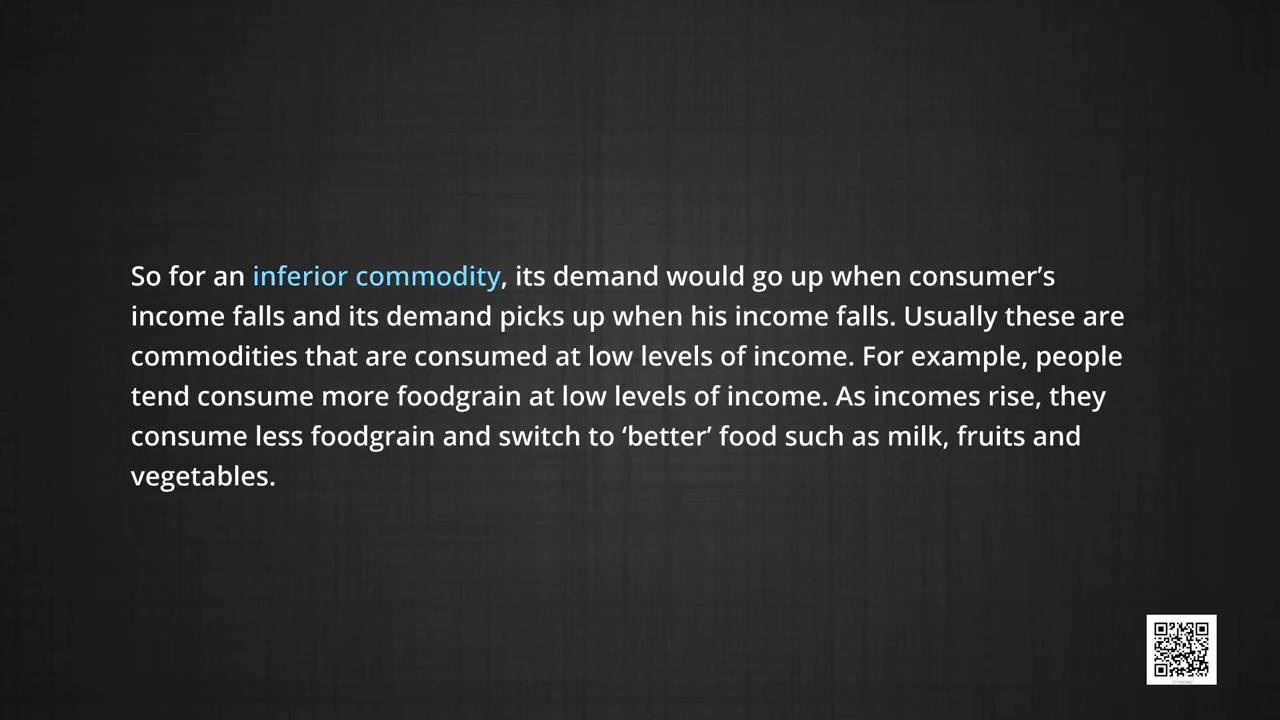 So for an inferior commodity, its demand would go up when consumer’s
income falls and its demand picks up when his income falls. Usually these are
commodities that are consumed at low levels of income. For example, people
tend consume more foodgrain at low levels of income. As incomes rise, they
consume less foodgrain and switch to ‘better’ food such as milk, fruits and
vegetables.